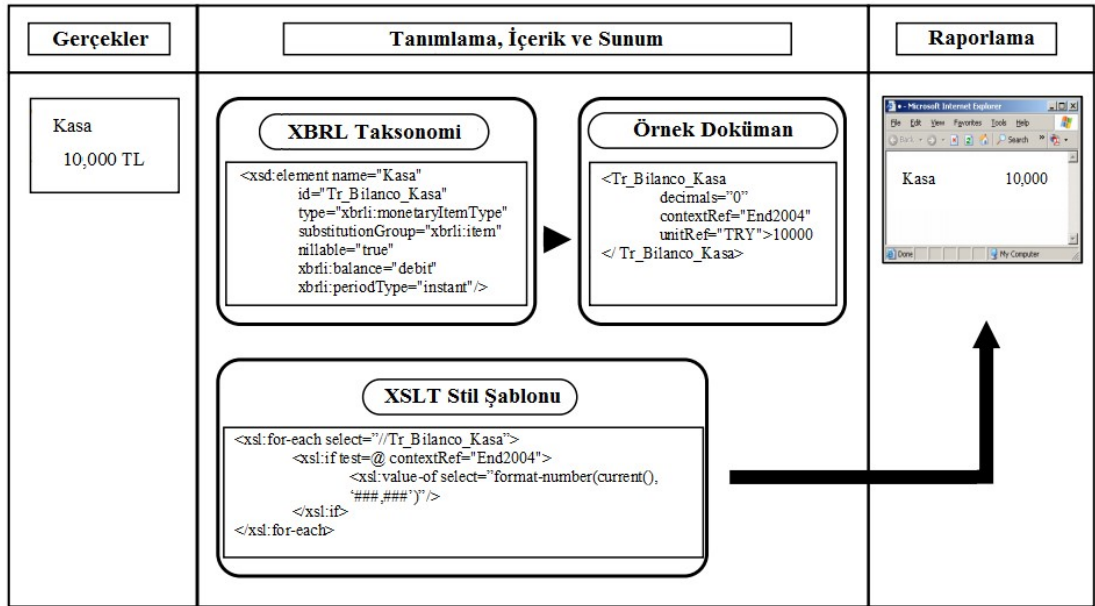 Gerçekler
Tanımlama, İçerik ve Sunum
Raporlama
Kasa
10,000 TL
XBRL Taksonomi
<xsd:element name="Kasa"
id="Tr_Bilanco_Kasa"
type="xbrli:monetaryItemType"
substitutionGroup="xbrli:item"
nillable="true"
xbrli:balance="debit"
xbrli:periodType="instant"/>
Örnek Doküman
<Tr_Bilanco_Kasa
decimals=”0”
contextRef="End2004"
unitRef="TRY">10000
</ Tr_Bilanco_Kasa>
XSLT Stil Şablonu
<xsl:for-each select=”//Tr_Bilanco_Kasa”>
<xsl:if test=@ contextRef="End2004">
<xsl:value-of select=”format-number(current(),
‘###,###’)”/>
</xsl:if>
</xsl:for-each>
- Microsoft Internet Explorer
File Edit View Favorites Tools Help
Back Search »
Kasa 10,000
Done My Computer